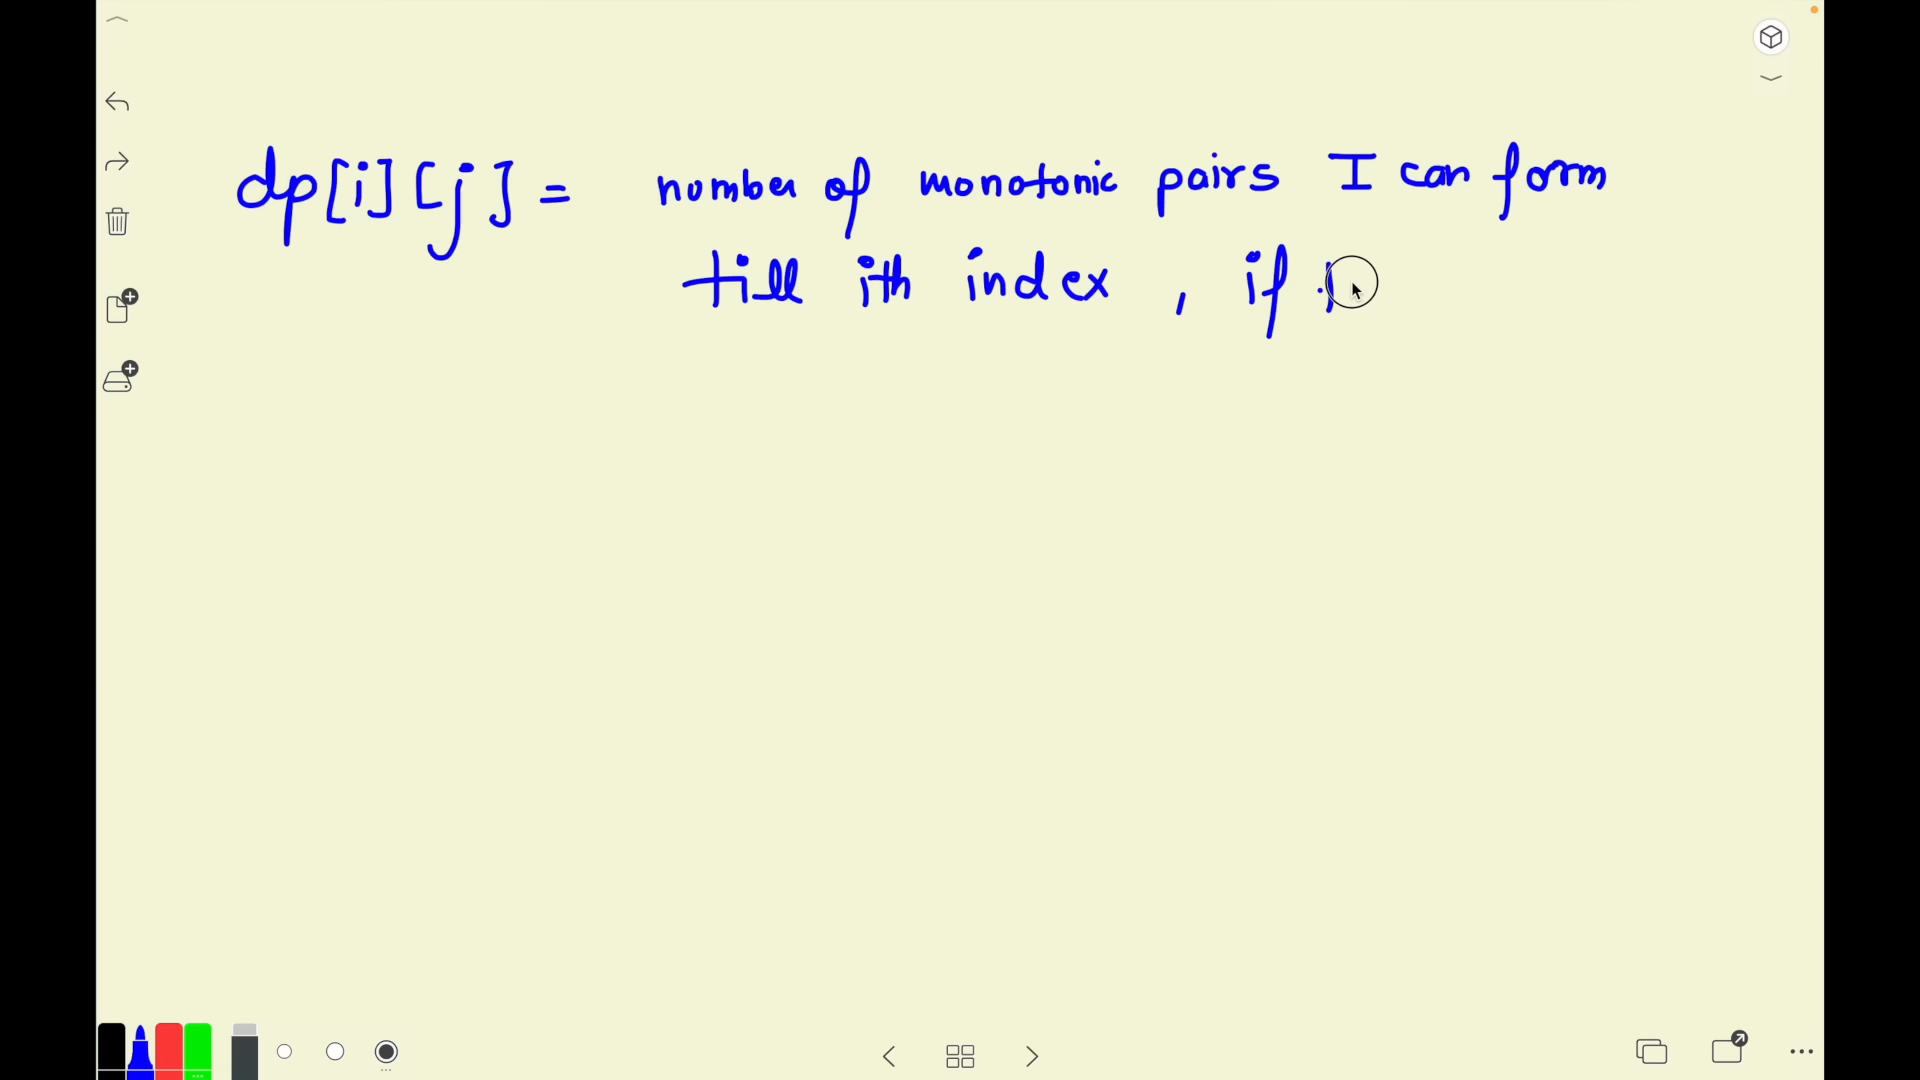 dp[i][j] = number of monotonic pairs I can form
till ith index , if